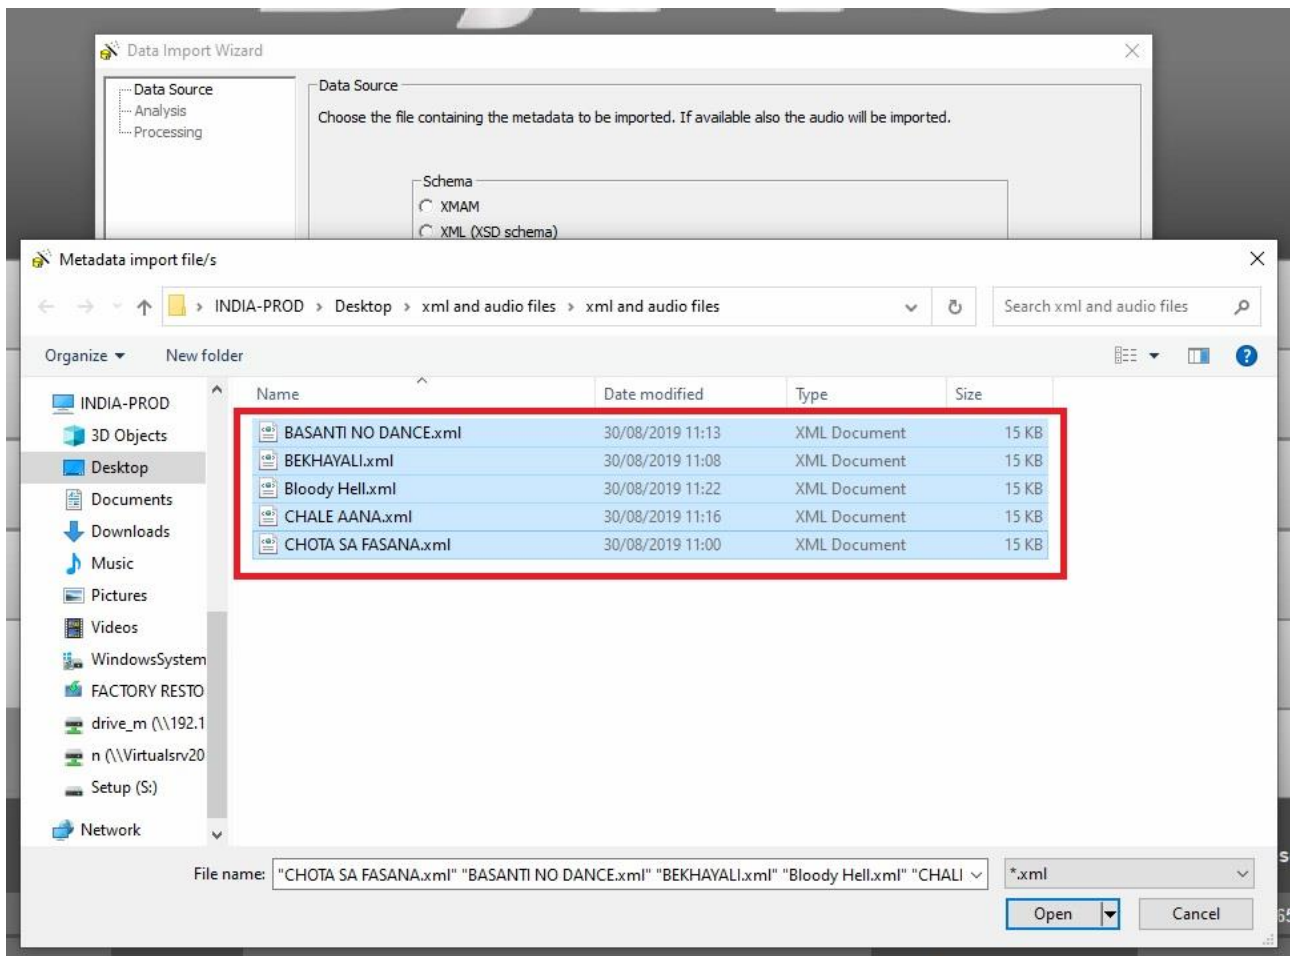 Data Import Wizard
Data Source
Analysis
Processing
Data Source
Choose the file containing the metadata to be imported. If available also the audio will be imported.
Schema
XMAM
XML (XSD schema)
Metadata import file/s
INDIA-PROD > Desktop > xml and audio files > xml and audio files
Search xml and audio files
Organize
New folder
INDIA-PROD
3D Objects
Desktop
Documents
Downloads
Music
Pictures
Videos
WindowsSystem
FACTORY RESTO
drive_m (\\192.1
n (\\Virtualsrv20
Setup (S:)
Network
Name Date modified Type Size
BASANTI NO DANCE.xml 30/08/2019 11:13 XML Document 15 KB
BEKHAYALI.xml 30/08/2019 11:08 XML Document 15 KB
Bloody Hell.xml 30/08/2019 11:22 XML Document 15 KB
CHALE AANA.xml 30/08/2019 11:16 XML Document 15 KB
CHOTA SA FASANA.xml 30/08/2019 11:00 XML Document 15 KB
File name: "CHOTA SA FASANA.xml" "BASANTI NO DANCE.xml" "BEKHAYALI.xml" "Bloody Hell.xml" "CHALI
*.xml
Open
Cancel